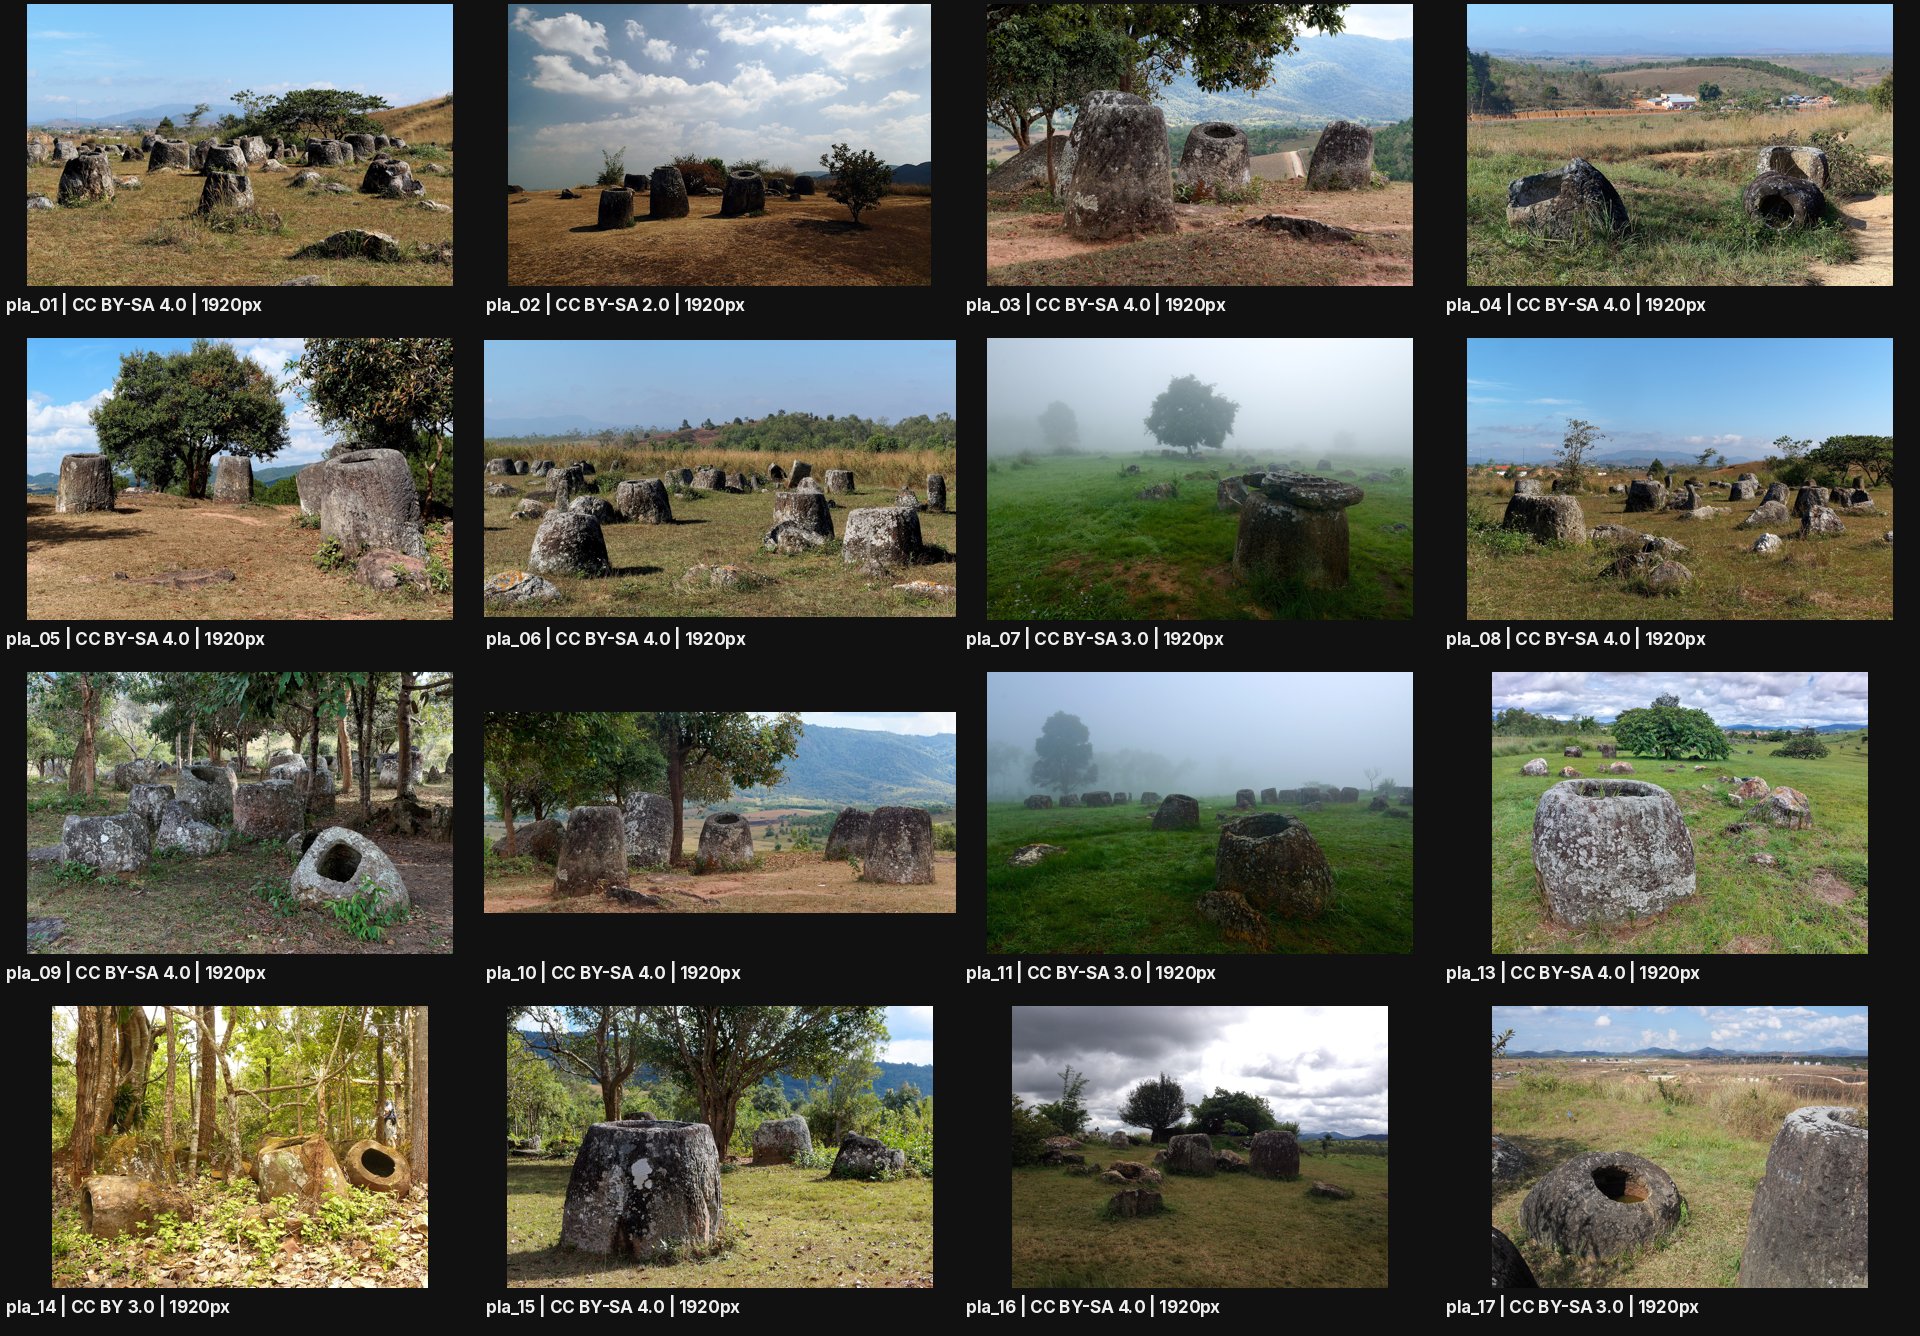 pla_01 | CC BY-SA 4.0 | 1920px
pla_02 | CC BY-SA 2.0 | 1920px
pla_03 | CC BY-SA 4.0 | 1920px
pla_04 | CC BY-SA 4.0 | 1920px
pla_05 | CC BY-SA 4.0 | 1920px
pla_06 | CC BY-SA 4.0 | 1920px
pla_07 | CC BY-SA 3.0 | 1920px
pla_08 | CC BY-SA 4.0 | 1920px
pla_09 | CC BY-SA 4.0 | 1920px
pla_10 | CC BY-SA 4.0 | 1920px
pla_11 | CC BY-SA 3.0 | 1920px
pla_13 | CC BY-SA 4.0 | 1920px
pla_14 | CC BY 3.0 | 1920px
pla_15 | CC BY-SA 4.0 | 1920px
pla_16 | CC BY-SA 4.0 | 1920px
pla_17 | CC BY-SA 3.0 | 1920px